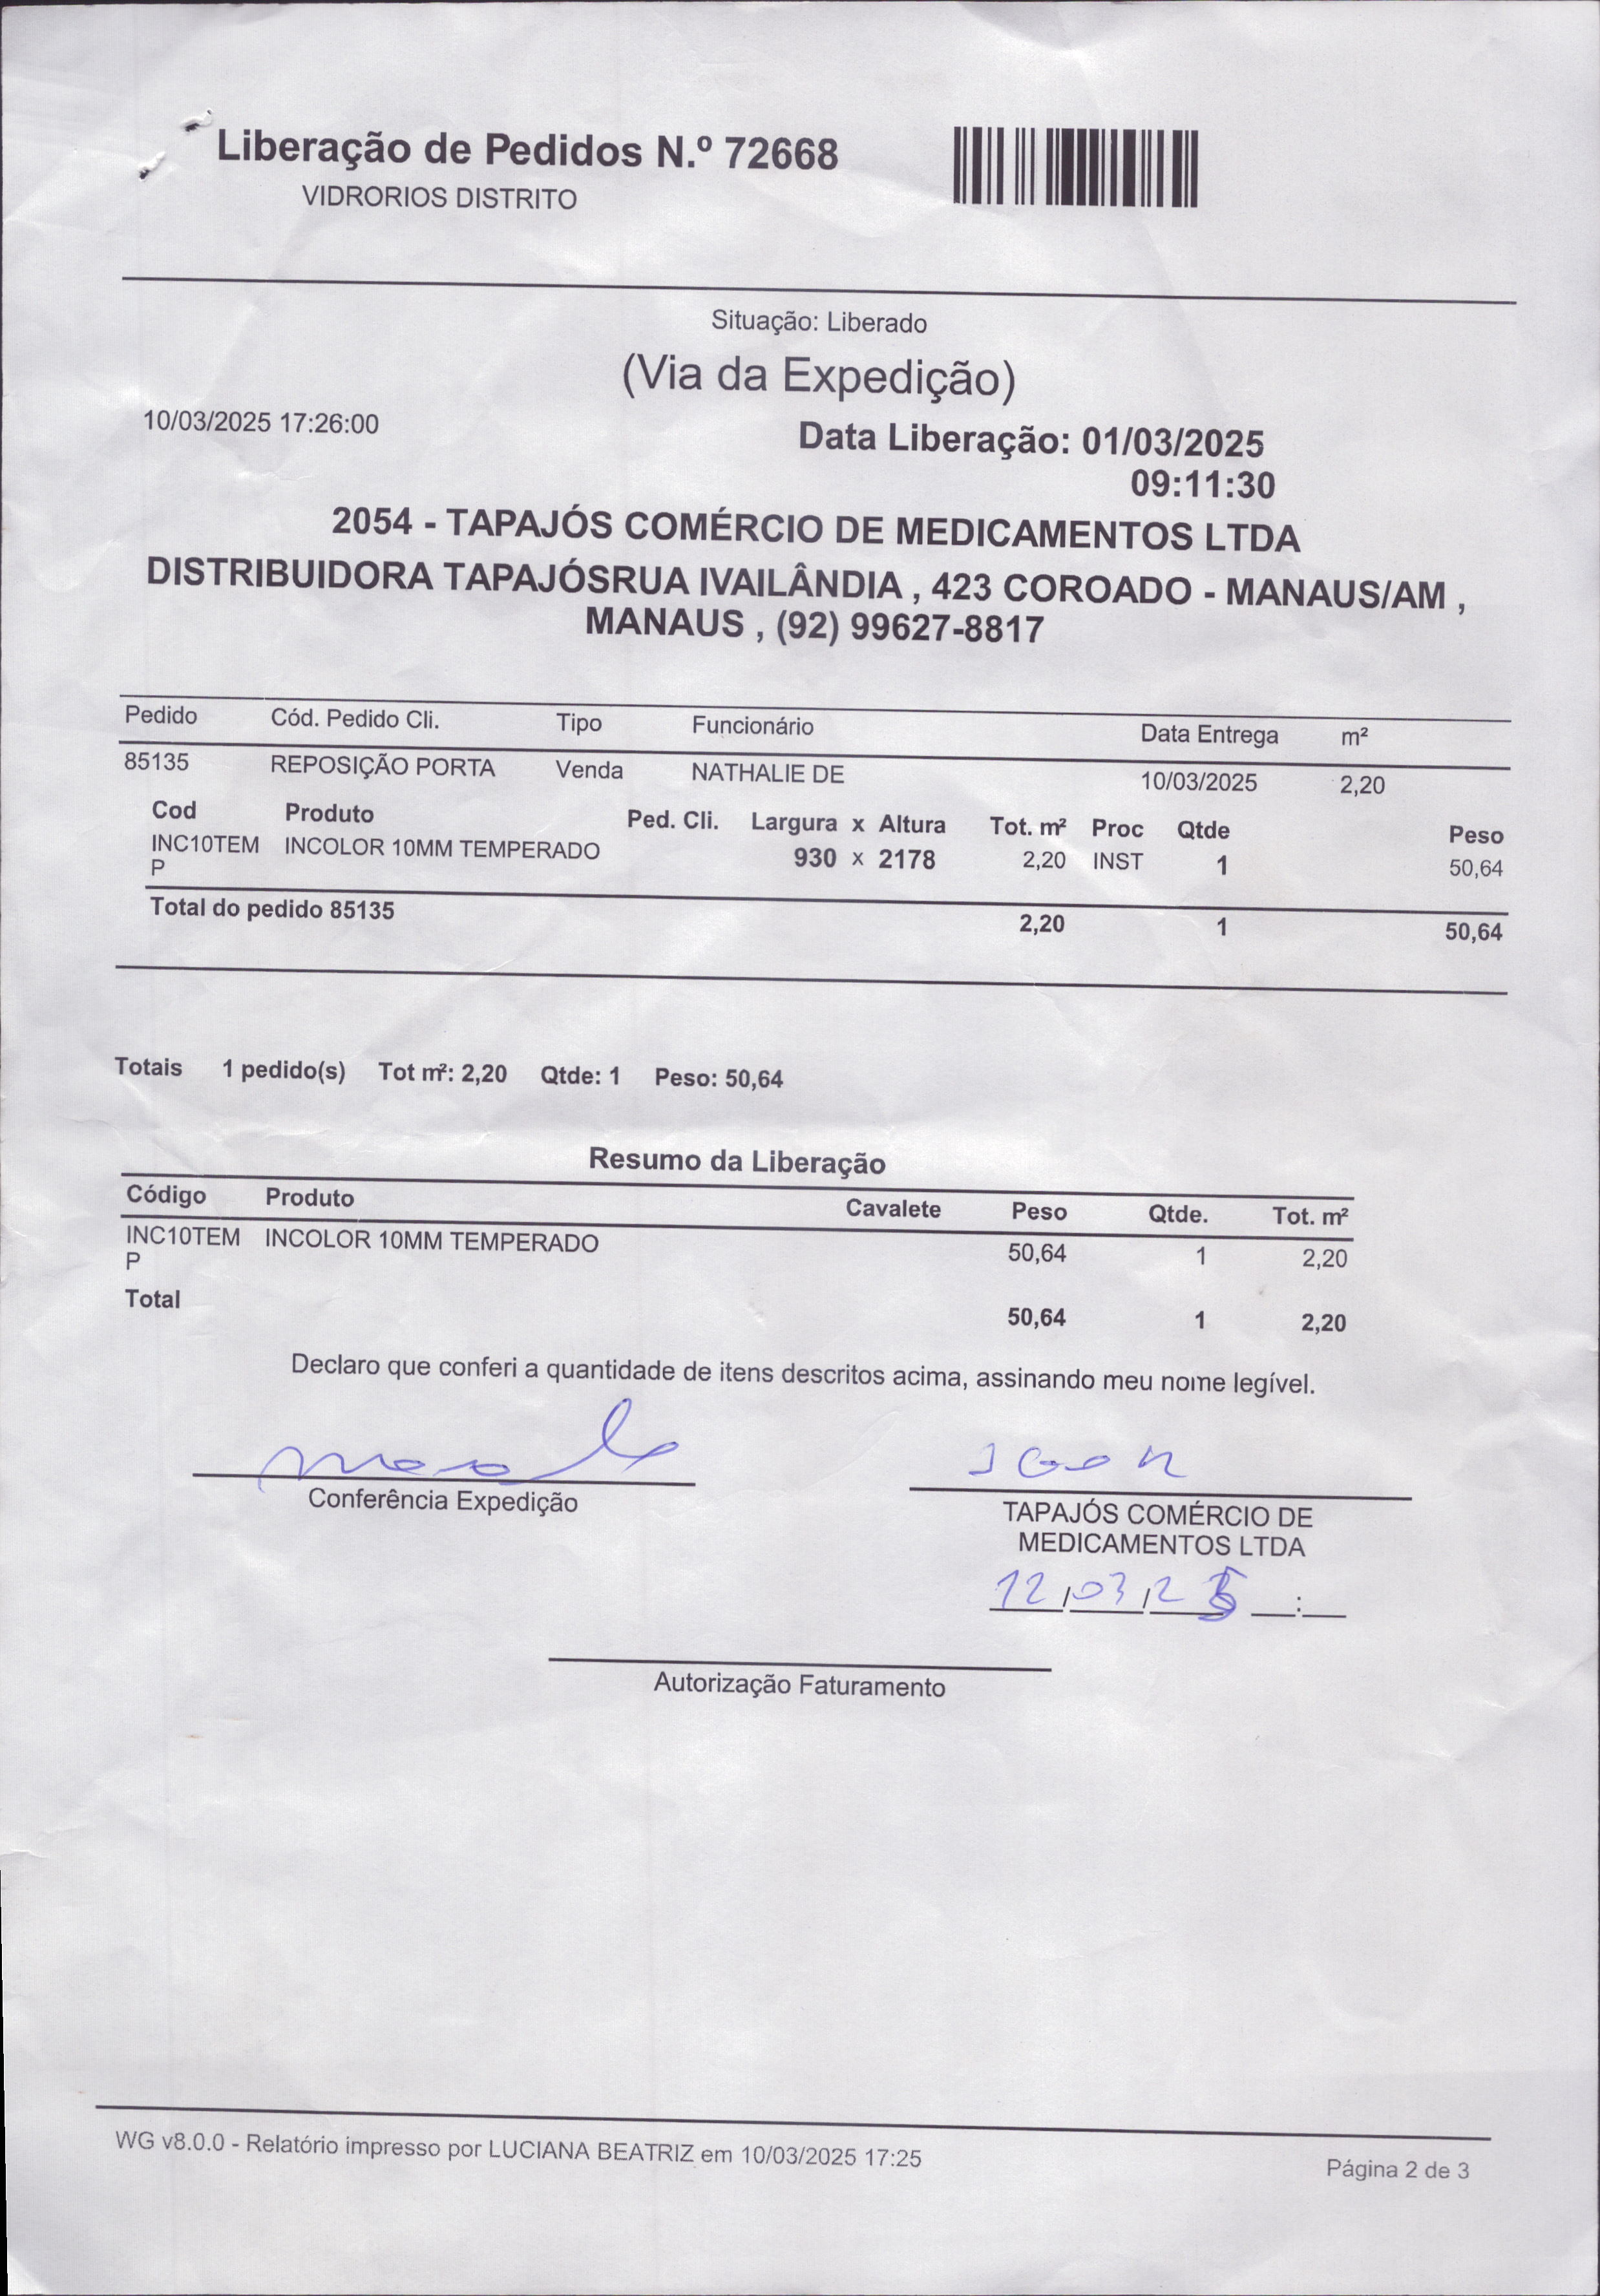 Liberação de Pedidos N.º 72668
VIDRORIOS DISTRITO
Situação: Liberado
(Via da Expedição)
10/03/2025 17:26:00
Data Liberação: 01/03/2025
09:11:30
2054 - TAPAJÓS COMÉRCIO DE MEDICAMENTOS LTDA
DISTRIBUIDORA TAPAJÓSRUA IVAILÂNDIA , 423 COROADO - MANAUS/AM ,
MANAUS , (92) 99627-8817
Pedido Cód. Pedido Cli. Tipo Funcionário Data Entrega m²
85135 REPOSIÇÃO PORTA Venda NATHALIE DE 10/03/2025 2,20
Cod Produto Ped. Cli. Largura x Altura Tot. m² Proc Qtde Peso
INC10TEM INCOLOR 10MM TEMPERADO 930 x 2178 2,20 INST 1 50,64
P
Total do pedido 85135 2,20 1 50,64
Totais 1 pedido(s) Tot m²: 2,20 Qtde: 1 Peso: 50,64
Resumo da Liberação
Código Produto Cavalete Peso Qtde. Tot. m²
INC10TEM INCOLOR 10MM TEMPERADO 50,64 1 2,20
P
Total 50,64 1 2,20
Declaro que conferi a quantidade de itens descritos acima, assinando meu nome legível.
Conferência Expedição
TAPAJÓS COMÉRCIO DE
MEDICAMENTOS LTDA
12/03/25 __:__
Autorização Faturamento
WG v8.0.0 - Relatório impresso por LUCIANA BEATRIZ em 10/03/2025 17:25
Página 2 de 3